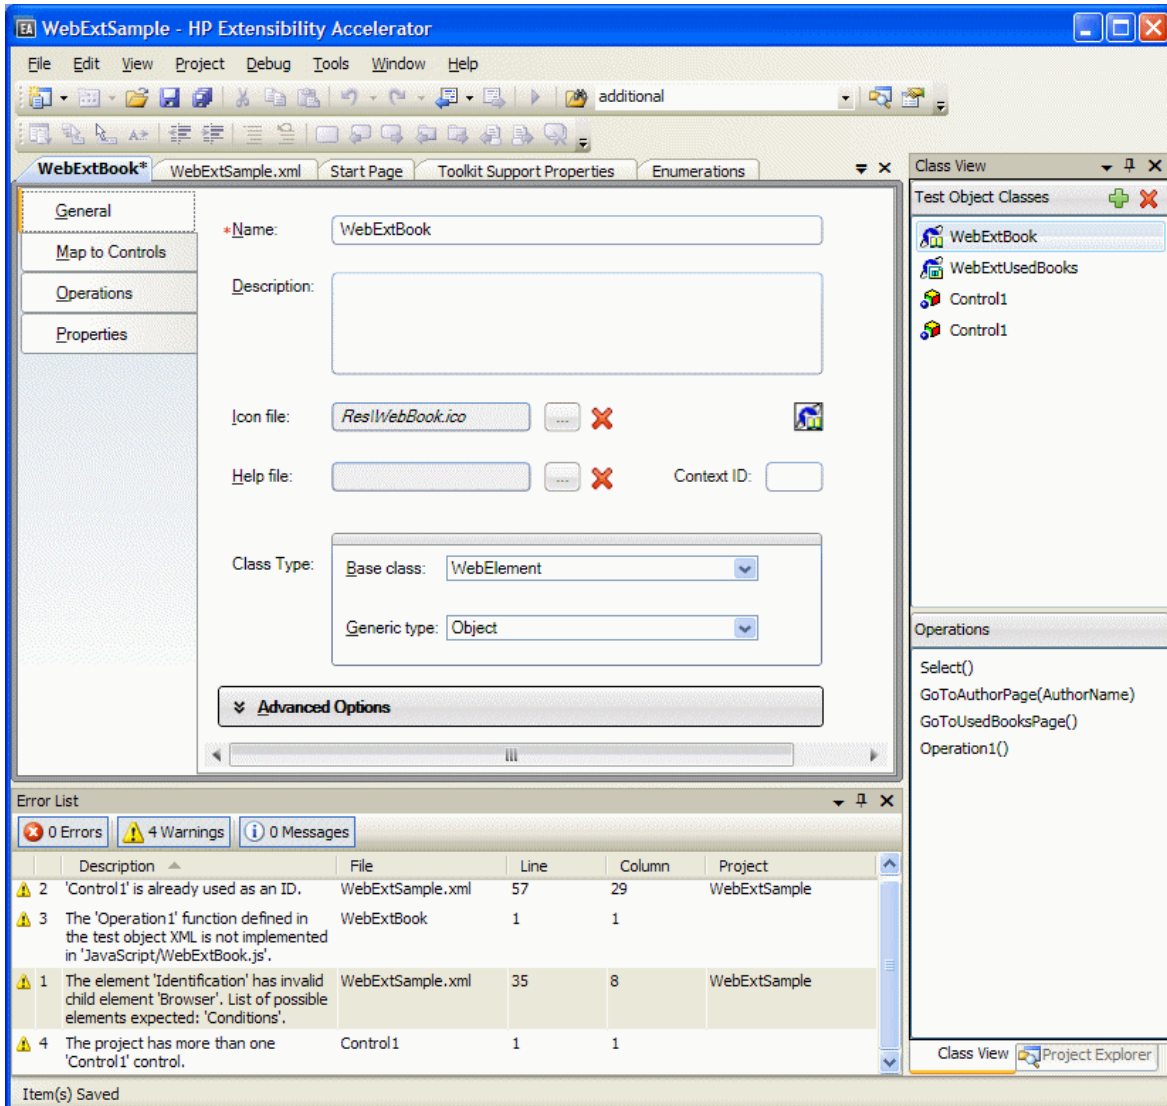 EA WebExtSample - HP Extensibility Accelerator
File Edit View Project Debug Tools Window Help
additional
WebExtBook* WebExtSample.xml Start Page Toolkit Support Properties Enumerations
General
Map to Controls
Operations
Properties
*Name: WebExtBook
Description:
Icon file: Res\WebBook.ico ...
Help file: ... Context ID:
Class Type: Base class: WebElement
Generic type: Object
Advanced Options
Class View
Test Object Classes
WebExtBook
WebExtUsedBooks
Control1
Control1
Operations
Select()
GoToAuthorPage(AuthorName)
GoToUsedBooksPage()
Operation1()
Class View Project Explorer
Error List
0 Errors 4 Warnings 0 Messages
Description File Line Column Project
2 'Control1' is already used as an ID. WebExtSample.xml 57 29 WebExtSample
3 The 'Operation1' function defined in WebExtBook 1 1
the test object XML is not implemented
in 'JavaScript/WebExtBook.js'.
1 The element 'Identification' has invalid WebExtSample.xml 35 8 WebExtSample
child element 'Browser'. List of possible
elements expected: 'Conditions'.
4 The project has more than one Control1 1 1
'Control1' control.
Item(s) Saved